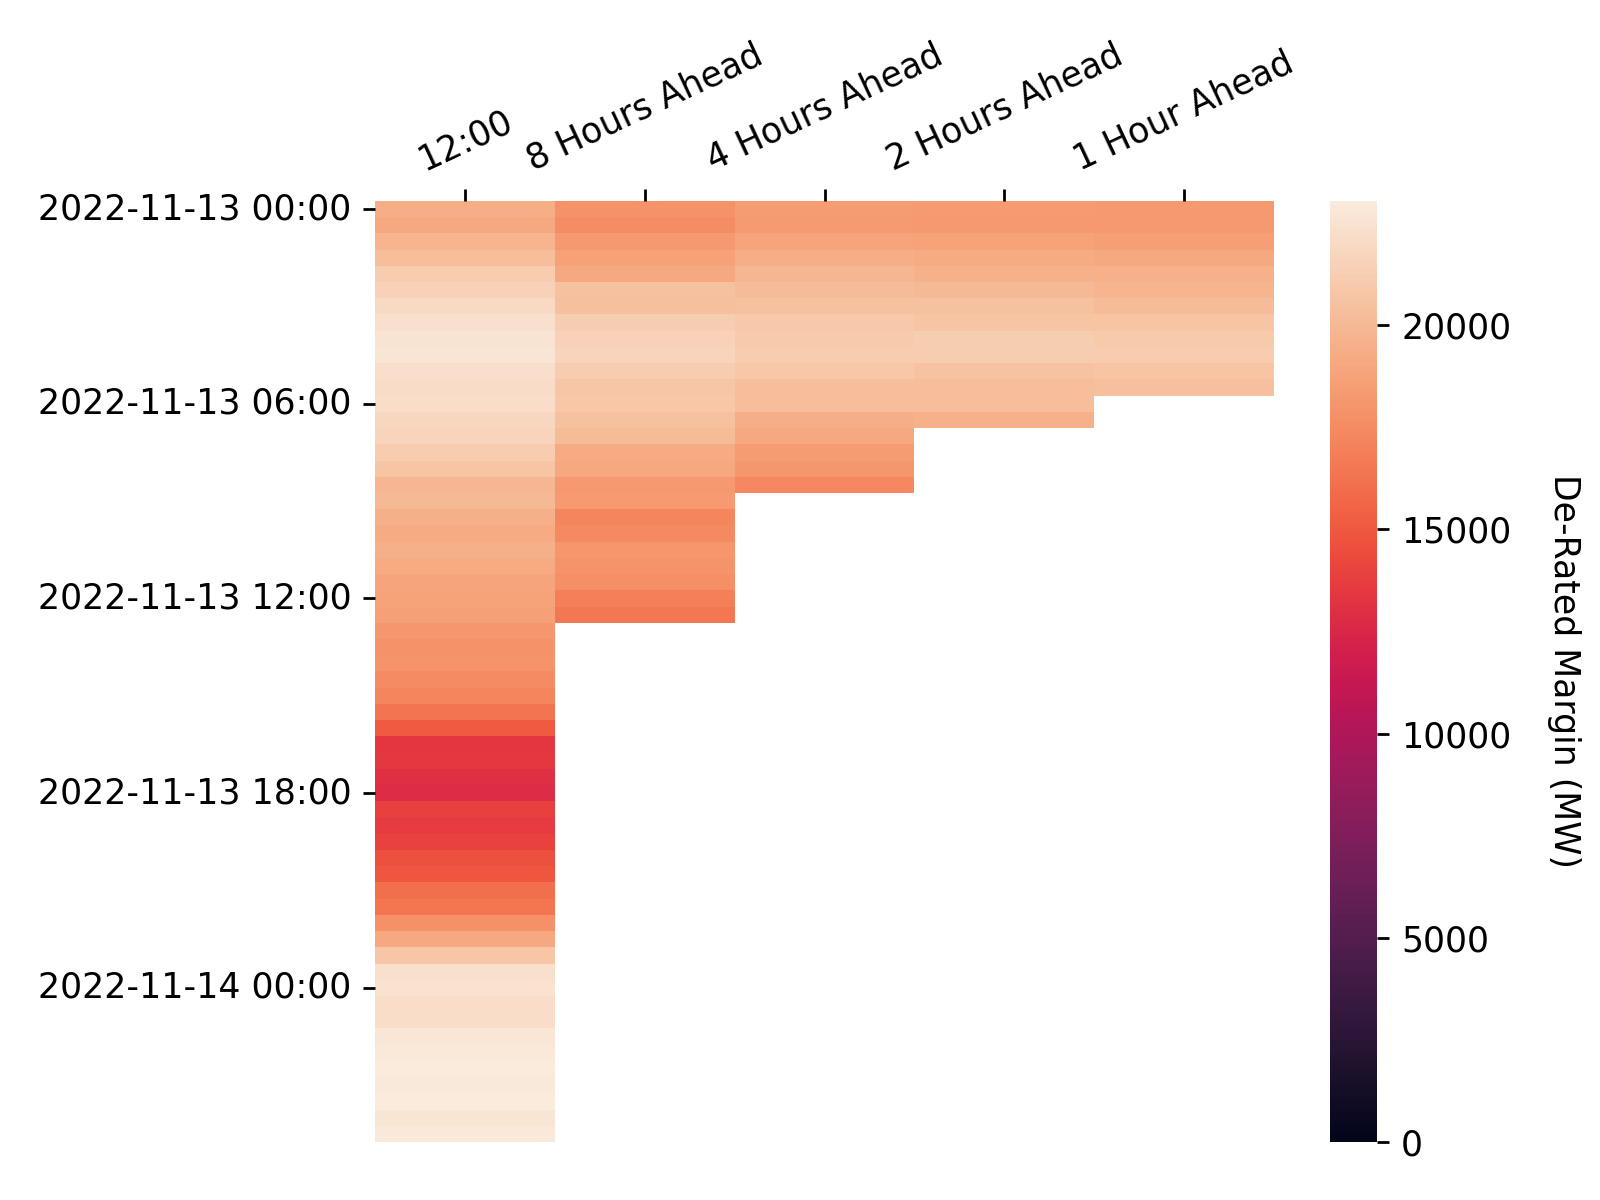 12:00
8 Hours Ahead
4 Hours Ahead
2 Hours Ahead
1 Hour Ahead
2022-11-13 00:00
2022-11-13 06:00
2022-11-13 12:00
2022-11-13 18:00
2022-11-14 00:00
20000
15000
10000
5000
0
De-Rated Margin (MW)